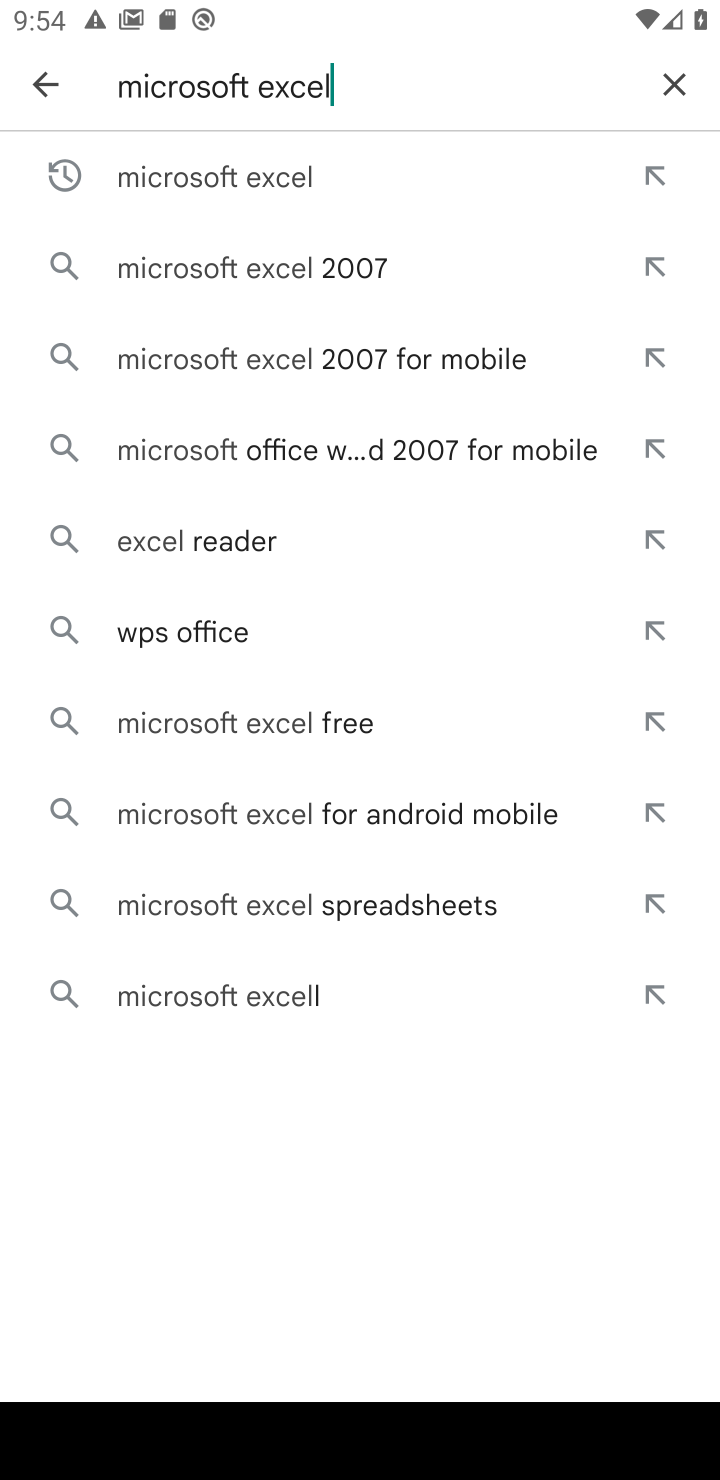 9:54
microsoft excel
microsoft excel
microsoft excel 2007
microsoft excel 2007 for mobile
microsoft office w...d 2007 for mobile
excel reader
wps office
microsoft excel free
microsoft excel for android mobile
microsoft excel spreadsheets
microsoft excell